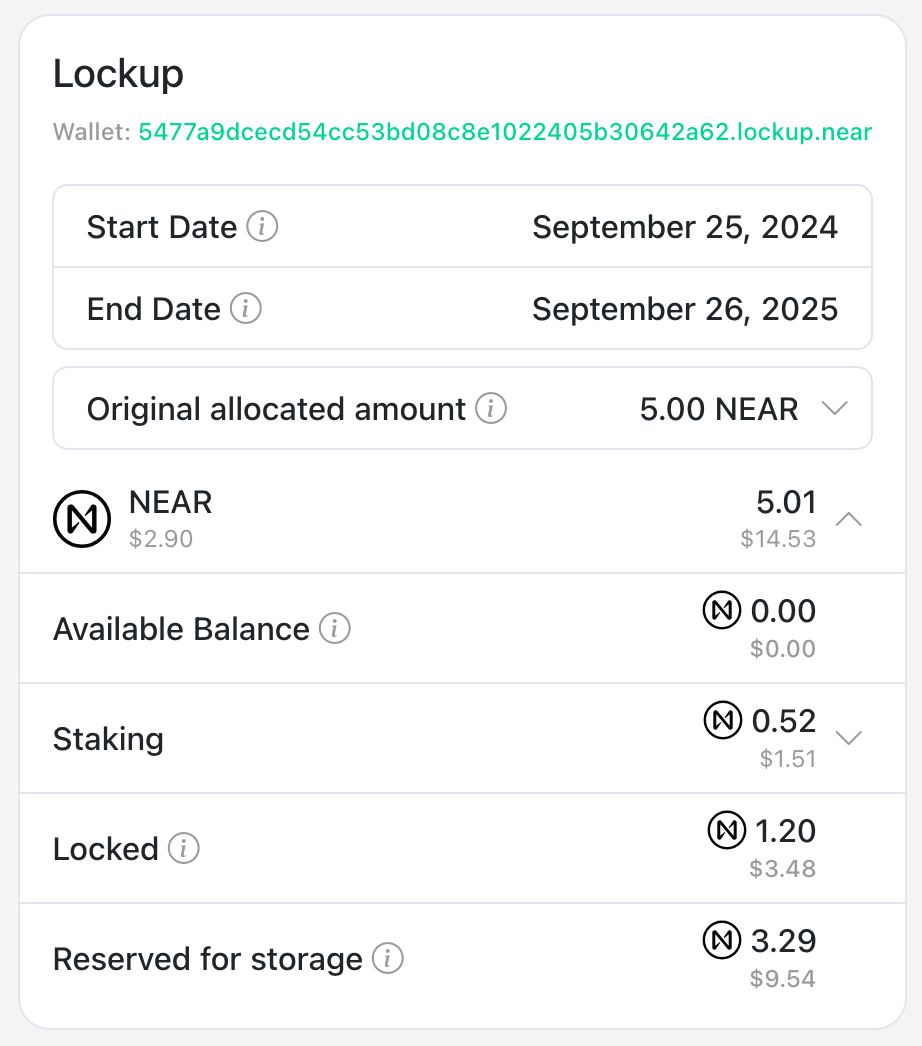 Lockup
Wallet: 5477a9dcecd54cc53bd08c8e1022405b30642a62.lockup.near
Start Date September 25, 2024
End Date September 26, 2025
Original allocated amount 5.00 NEAR
NEAR 5.01
$2.90 $14.53
Available Balance 0.00
$0.00
Staking 0.52
$1.51
Locked 1.20
$3.48
Reserved for storage 3.29
$9.54